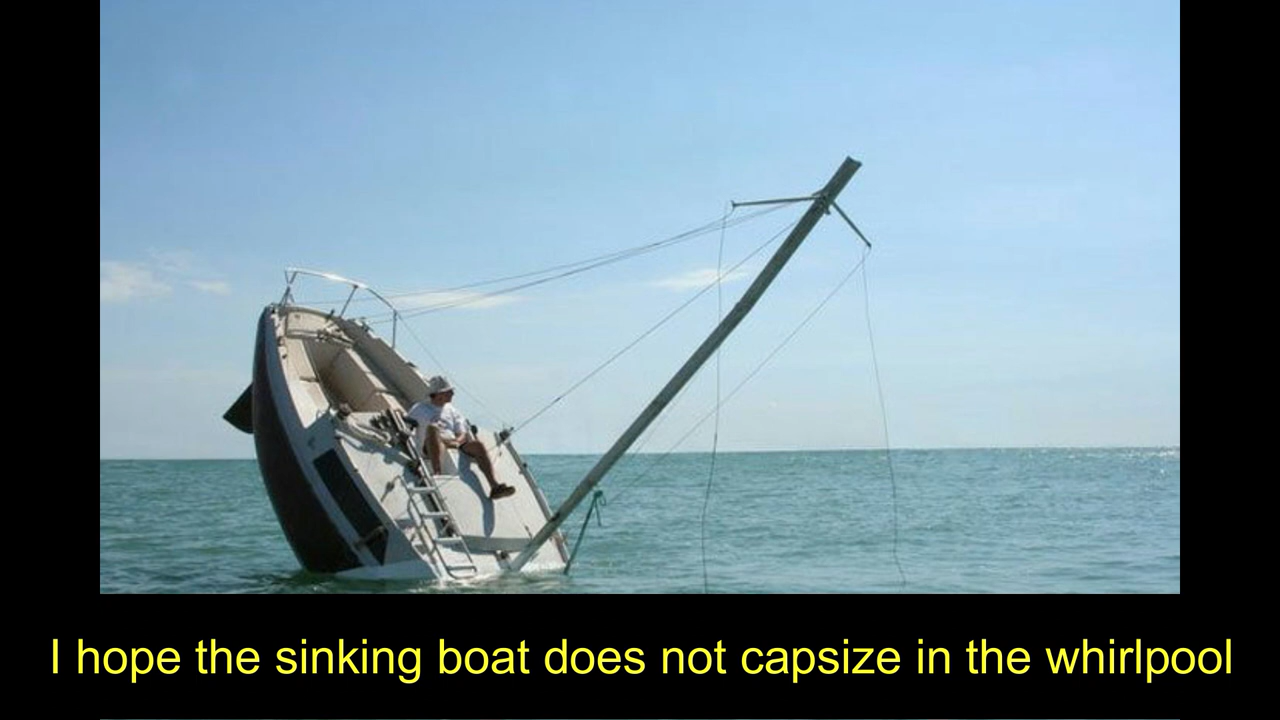 I hope the sinking boat does not capsize in the whirlpool